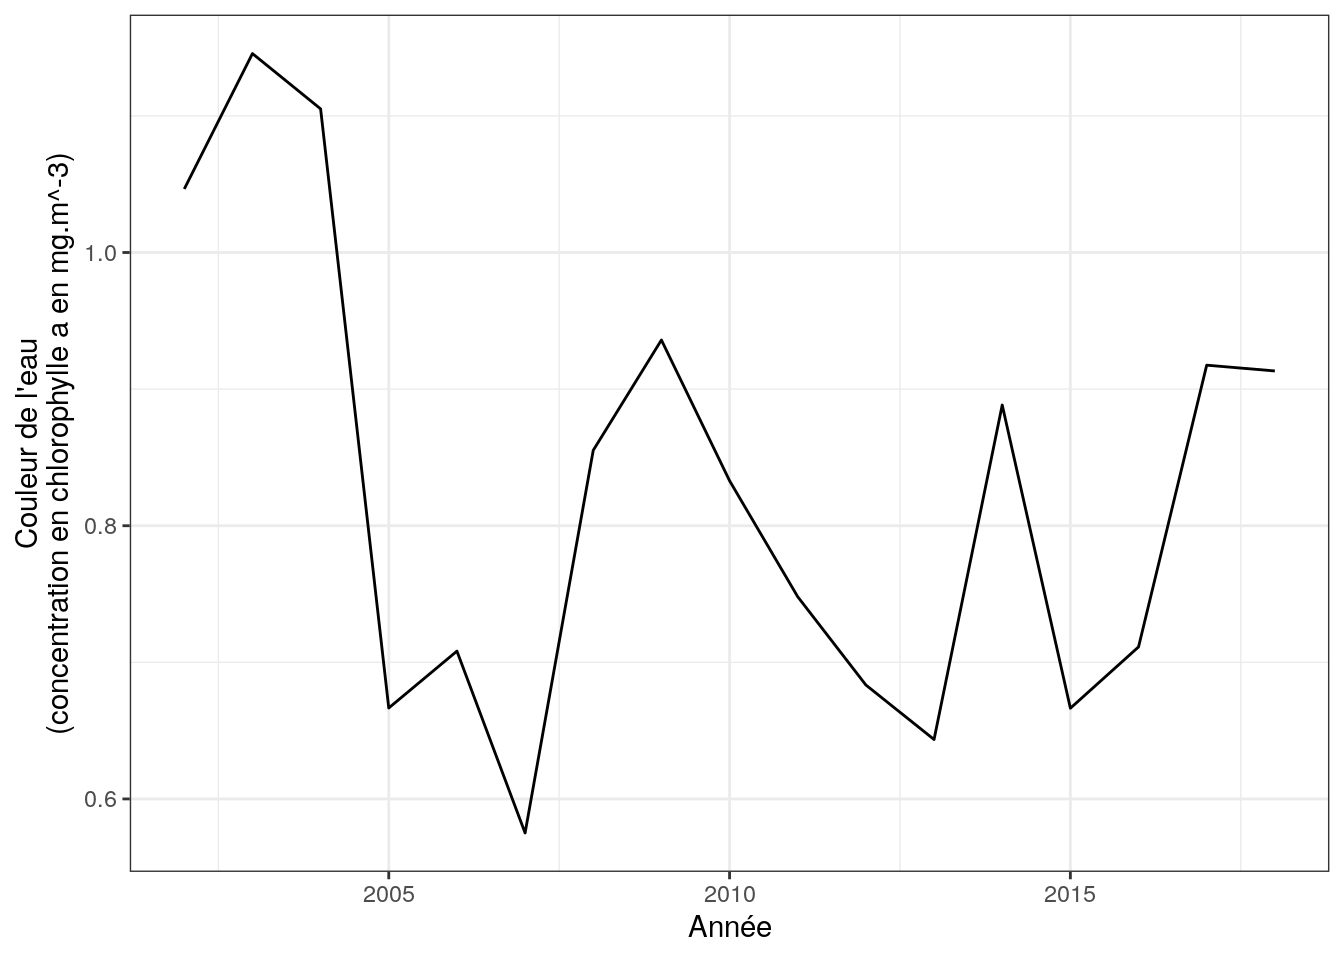 Couleur de l'eau
(concentration en chlorophylle a en mg.m^-3)
1.0
0.8
0.6
2005
2010
2015
Année